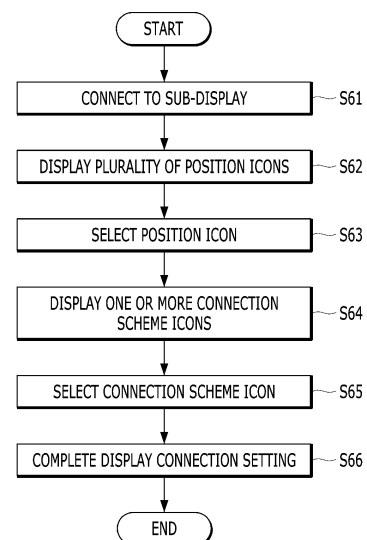 START
CONNECT TO SUB-DISPLAY
S61
DISPLAY PLURALITY OF POSITION ICONS
S62
SELECT POSITION ICON
S63
DISPLAY ONE OR MORE CONNECTION
SCHEME ICONS
S64
SELECT CONNECTION SCHEME ICON
S65
COMPLETE DISPLAY CONNECTION SETTING
S66
END